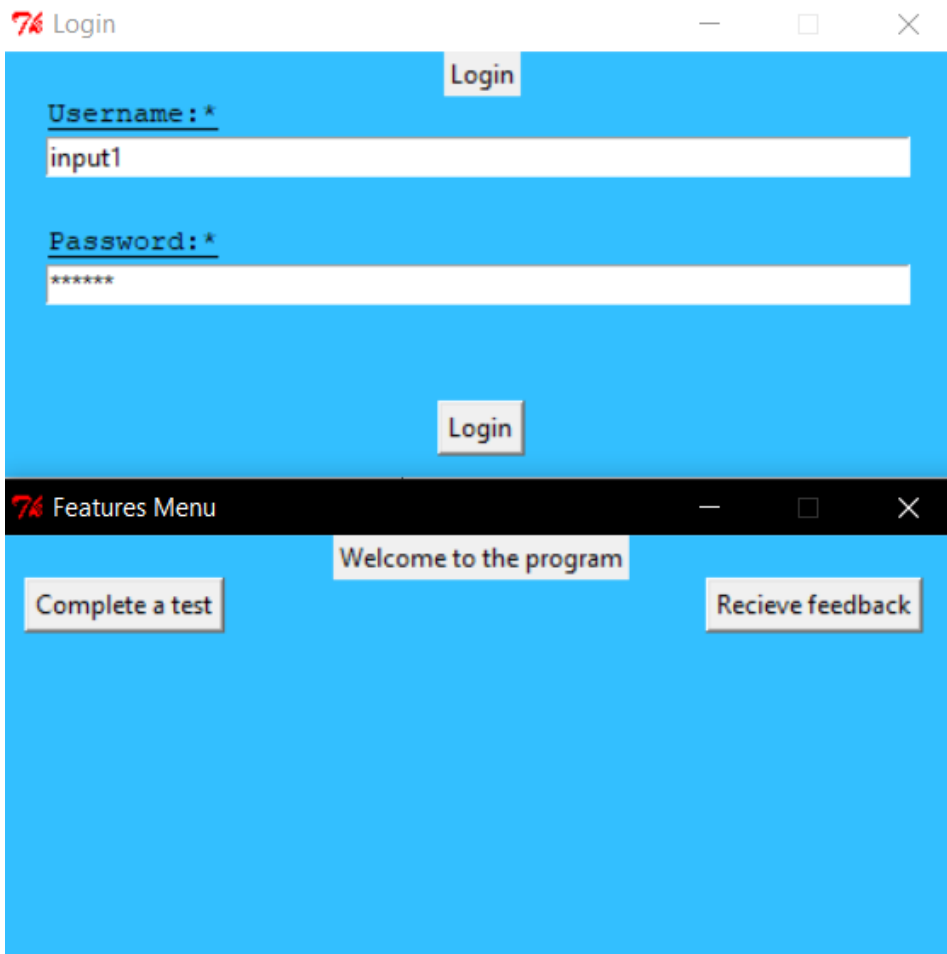 Login
Login
Username:*
input1
Password:*
******
Login
Features Menu
Welcome to the program
Complete a test
Recieve feedback